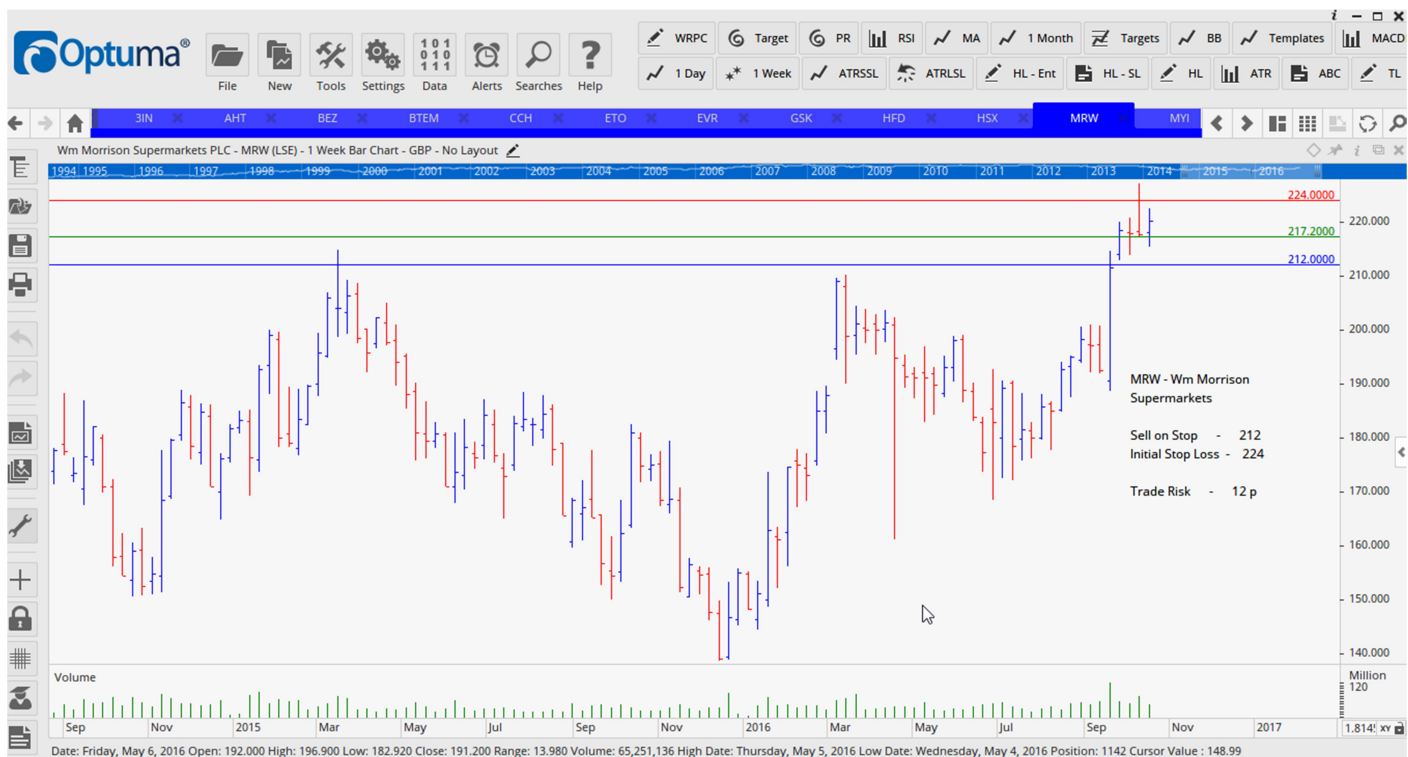 i
Optuma®
File New Tools Settings Data Alerts Searches Help
101
010
111
WRPC Target PR RSI MA 1 Month Targets BB Templates MACD
1 Day 1 Week ATRSSL ATRLSL HL - Ent HL - SL HL ATR ABC TL
3IN AHT BEZ BTEM CCH ETO EVR GSK HFD HSX MRW MYI
Wm Morrison Supermarkets PLC - MRW (LSE) - 1 Week Bar Chart - GBP - No Layout
1994 1995 1996 1997 1998 1999 2000 2001 2002 2003 2004 2005 2006 2007 2008 2009 2010 2011 2012 2013 2014 2015 2016
224.0000
220.000
217.2000
212.0000
210.000
200.000
190.000
180.000
170.000
160.000
150.000
140.000
MRW - Wm Morrison
Supermarkets
Sell on Stop - 212
Initial Stop Loss - 224
Trade Risk - 12 p
Volume
Million
120
Sep Nov 2015 Mar May Jul Sep Nov 2016 Mar May Jul Sep Nov 2017
XY
Date: Friday, May 6, 2016 Open: 192.000 High: 196.900 Low: 182.920 Close: 191.200 Range: 13.980 Volume: 65,251,136 High Date: Thursday, May 5, 2016 Low Date: Wednesday, May 4, 2016 Position: 1142 Cursor Value : 148.99